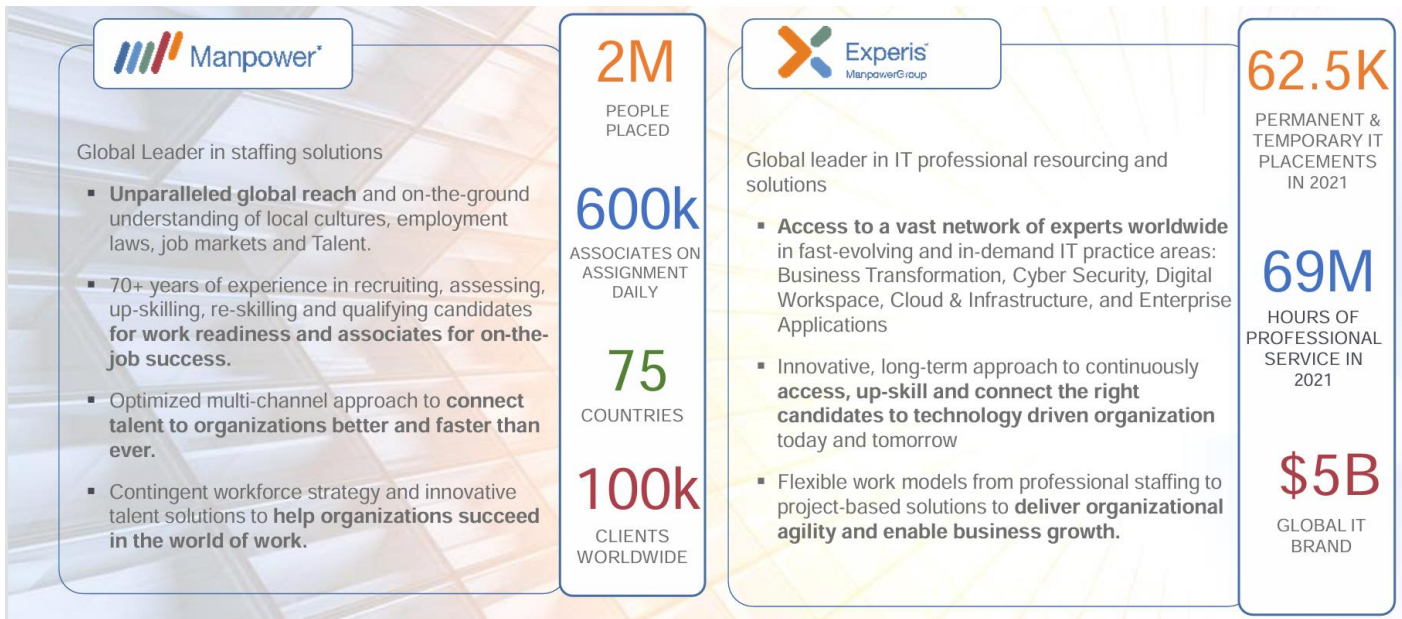 Manpower®
Global Leader in staffing solutions
▪ Unparalleled global reach and on-the-ground
understanding of local cultures, employment
laws, job markets and Talent.
▪ 70+ years of experience in recruiting, assessing,
up-skilling, re-skilling and qualifying candidates
for work readiness and associates for on-the-
job success.
▪ Optimized multi-channel approach to connect
talent to organizations better and faster than
ever.
▪ Contingent workforce strategy and innovative
talent solutions to help organizations succeed
in the world of work.
2M
PEOPLE
PLACED
600k
ASSOCIATES ON
ASSIGNMENT
DAILY
75
COUNTRIES
100k
CLIENTS
WORLDWIDE
Experis™
ManpowerGroup
Global leader in IT professional resourcing and
solutions
▪ Access to a vast network of experts worldwide
in fast-evolving and in-demand IT practice areas:
Business Transformation, Cyber Security, Digital
Workspace, Cloud & Infrastructure, and Enterprise
Applications
▪ Innovative, long-term approach to continuously
access, up-skill and connect the right
candidates to technology driven organization
today and tomorrow
▪ Flexible work models from professional staffing to
project-based solutions to deliver organizational
agility and enable business growth.
62.5K
PERMANENT &
TEMPORARY IT
PLACEMENTS
IN 2021
69M
HOURS OF
PROFESSIONAL
SERVICE IN
2021
$5B
GLOBAL IT
BRAND